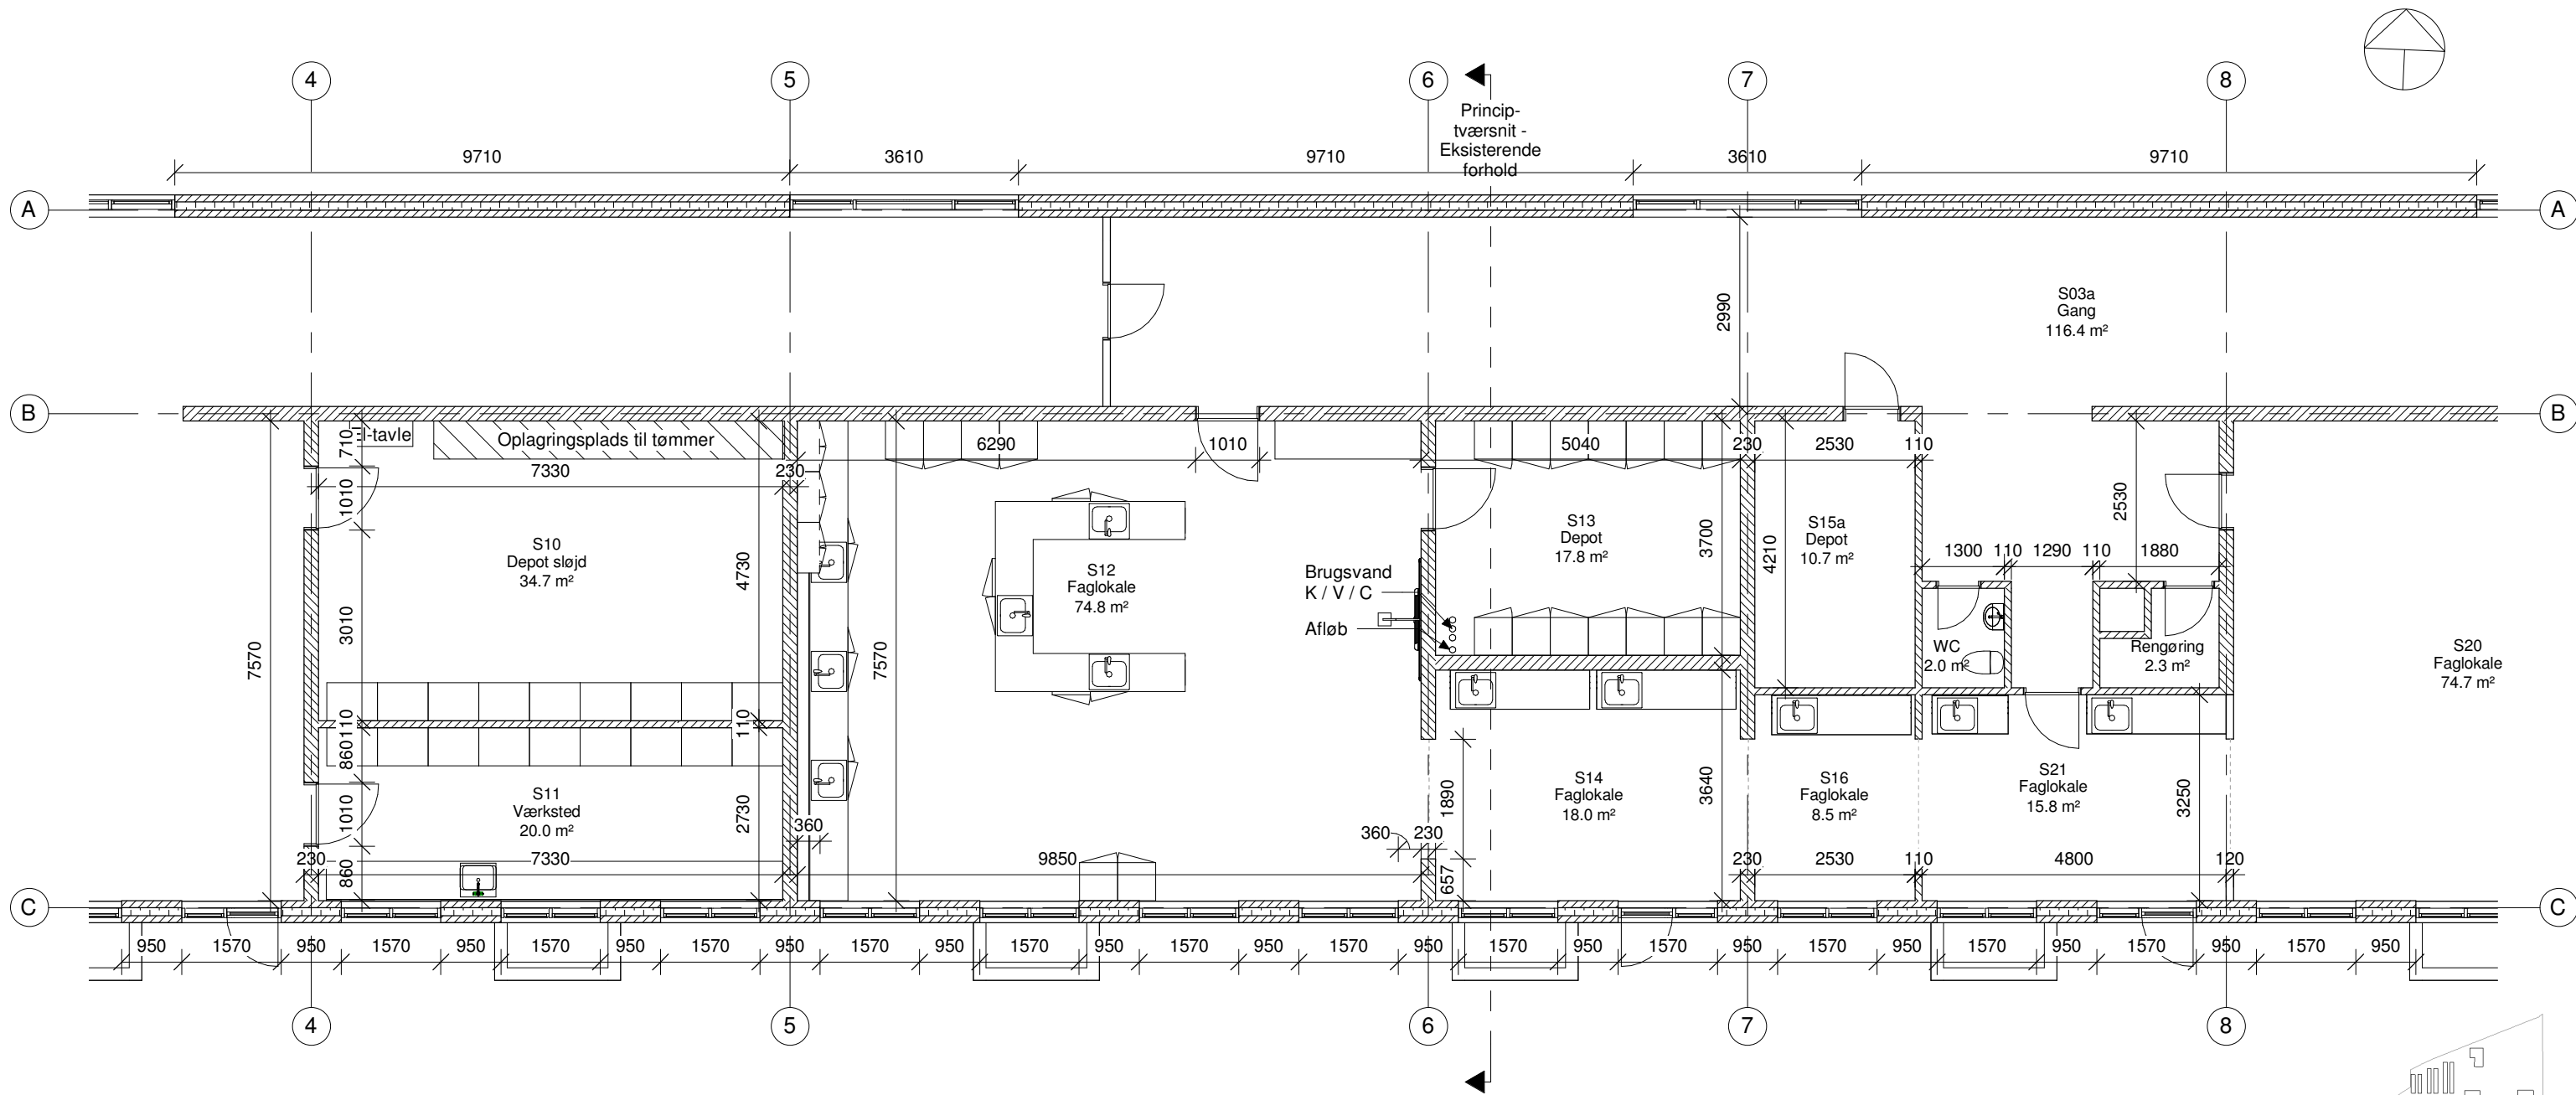 4 5 6 7 8
Princip-
tværsnit -
Eksisterende
forhold
9710 3610 9710 3610 9710
A A
2990
S03a
Gang
116.4 m²
B B
710
El-tavle
Oplagringsplads til tømmer
6290 1010 5040 230 2530 110
7330 230
1010
2530
S10
Depot sløjd
34.7 m²
4730
S12
Faglokale
74.8 m²
S13
Depot
17.8 m²
3700
S15a
Depot
10.7 m²
4210
1300 110 1290 110 1880
Brugsvand
K / V / C
Afløb
3010
7570
7570
WC
2.0 m²
Rengøring
2.3 m²
S20
Faglokale
74.7 m²
110
110
860
S11
Værksted
20.0 m²
1010
2730
360
1890
S14
Faglokale
18.0 m²
3640
S16
Faglokale
8.5 m²
S21
Faglokale
15.8 m²
3250
360 230
230 7330 9850 230 2530 110 4800 120
860
657
C C
950 1570 950 1570 950 1570 950 1570 950 1570 950 1570 950 1570 950 1570 950 1570 950 1570 950 1570 950 1570 950 1570 950 1570 950
4 5 6 7 8